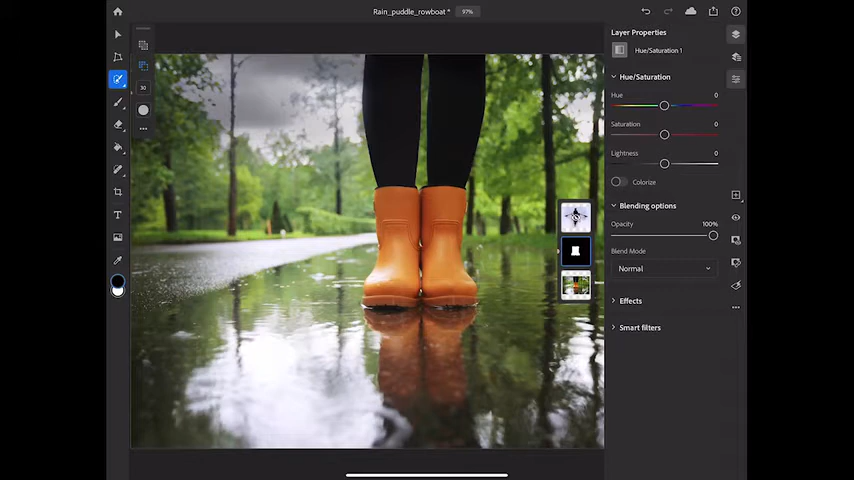 Rain_puddle_rowboat * 97%
Layer Properties
Hue/Saturation 1
Hue/Saturation
Hue 0
Saturation 0
Lightness 0
Colorize
Blending options
Opacity 100%
Blend Mode
Normal
Effects
Smart filters
30
T